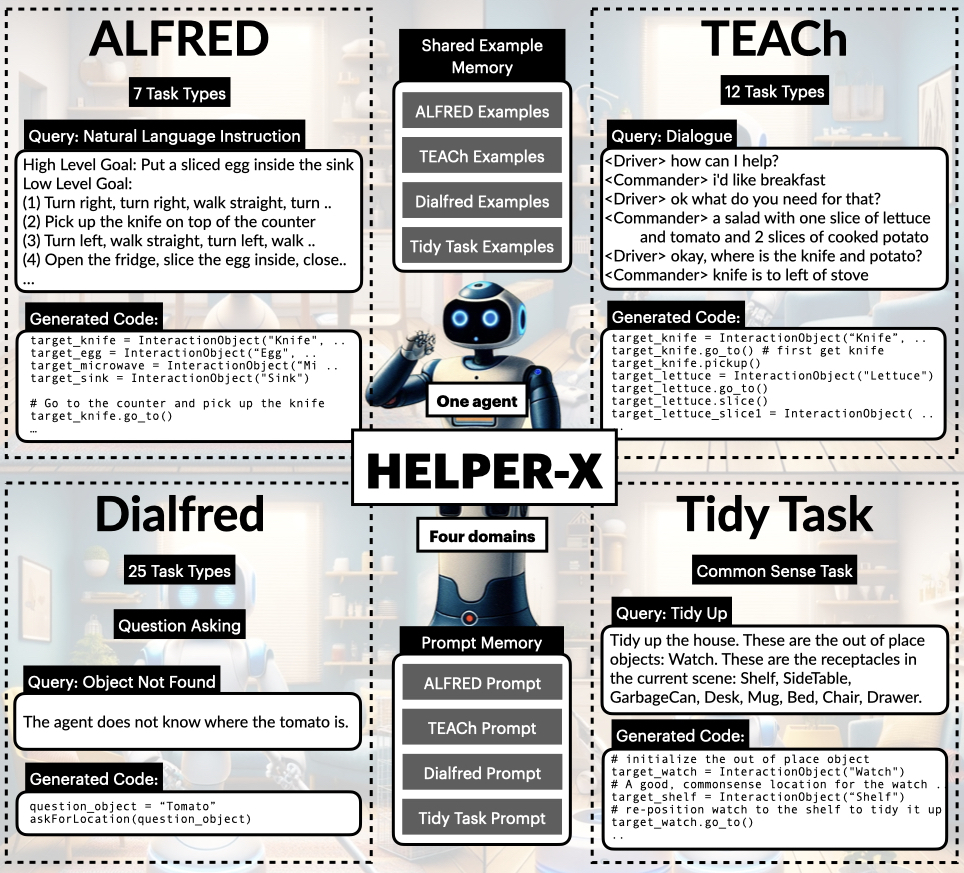 ALFRED
7 Task Types
Query: Natural Language Instruction
High Level Goal: Put a sliced egg inside the sink
Low Level Goal:
(1) Turn right, turn right, walk straight, turn ..
(2) Pick up the knife on top of the counter
(3) Turn left, walk straight, turn left, walk ..
(4) Open the fridge, slice the egg inside, close..
...
Generated Code:
target_knife = InteractionObject("Knife", ..
target_egg = InteractionObject("Egg", ..
target_microwave = InteractionObject("Mi ..
target_sink = InteractionObject("Sink")
# Go to the counter and pick up the knife
target_knife.go_to()
…
Shared Example
Memory
ALFRED Examples
TEACh Examples
Dialfred Examples
Tidy Task Examples
One agent
HELPER-X
Four domains
Prompt Memory
ALFRED Prompt
TEACh Prompt
Dialfred Prompt
Tidy Task Prompt
TEACh
12 Task Types
Query: Dialogue
<Driver> how can I help?
<Commander> i'd like breakfast
<Driver> ok what do you need for that?
<Commander> a salad with one slice of lettuce
and tomato and 2 slices of cooked potato
<Driver> okay, where is the knife and potato?
<Commander> knife is to left of stove
Generated Code:
target_knife = InteractionObject(“Knife”, ..
target_knife.go_to() # first get knife
target_knife.pickup()
target_lettuce = InteractionObject("Lettuce")
target_lettuce.go_to()
target_lettuce.slice()
target_lettuce_slice1 = InteractionObject( ..
.
Dialfred
25 Task Types
Question Asking
Query: Object Not Found
The agent does not know where the tomato is.
Generated Code:
question_object = “Tomato”
askForLocation(question_object)
Tidy Task
Common Sense Task
Query: Tidy Up
Tidy up the house. These are the out of place
objects: Watch. These are the receptacles in
the current scene: Shelf, SideTable,
GarbageCan, Desk, Mug, Bed, Chair, Drawer.
Generated Code:
# initialize the out of place object
target_watch = InteractionObject("Watch")
# A good, commonsense location for the watch .
target_shelf = InteractionObject(“Shelf”)
# re-position watch to the shelf to tidy it up
target_watch.go_to()
..